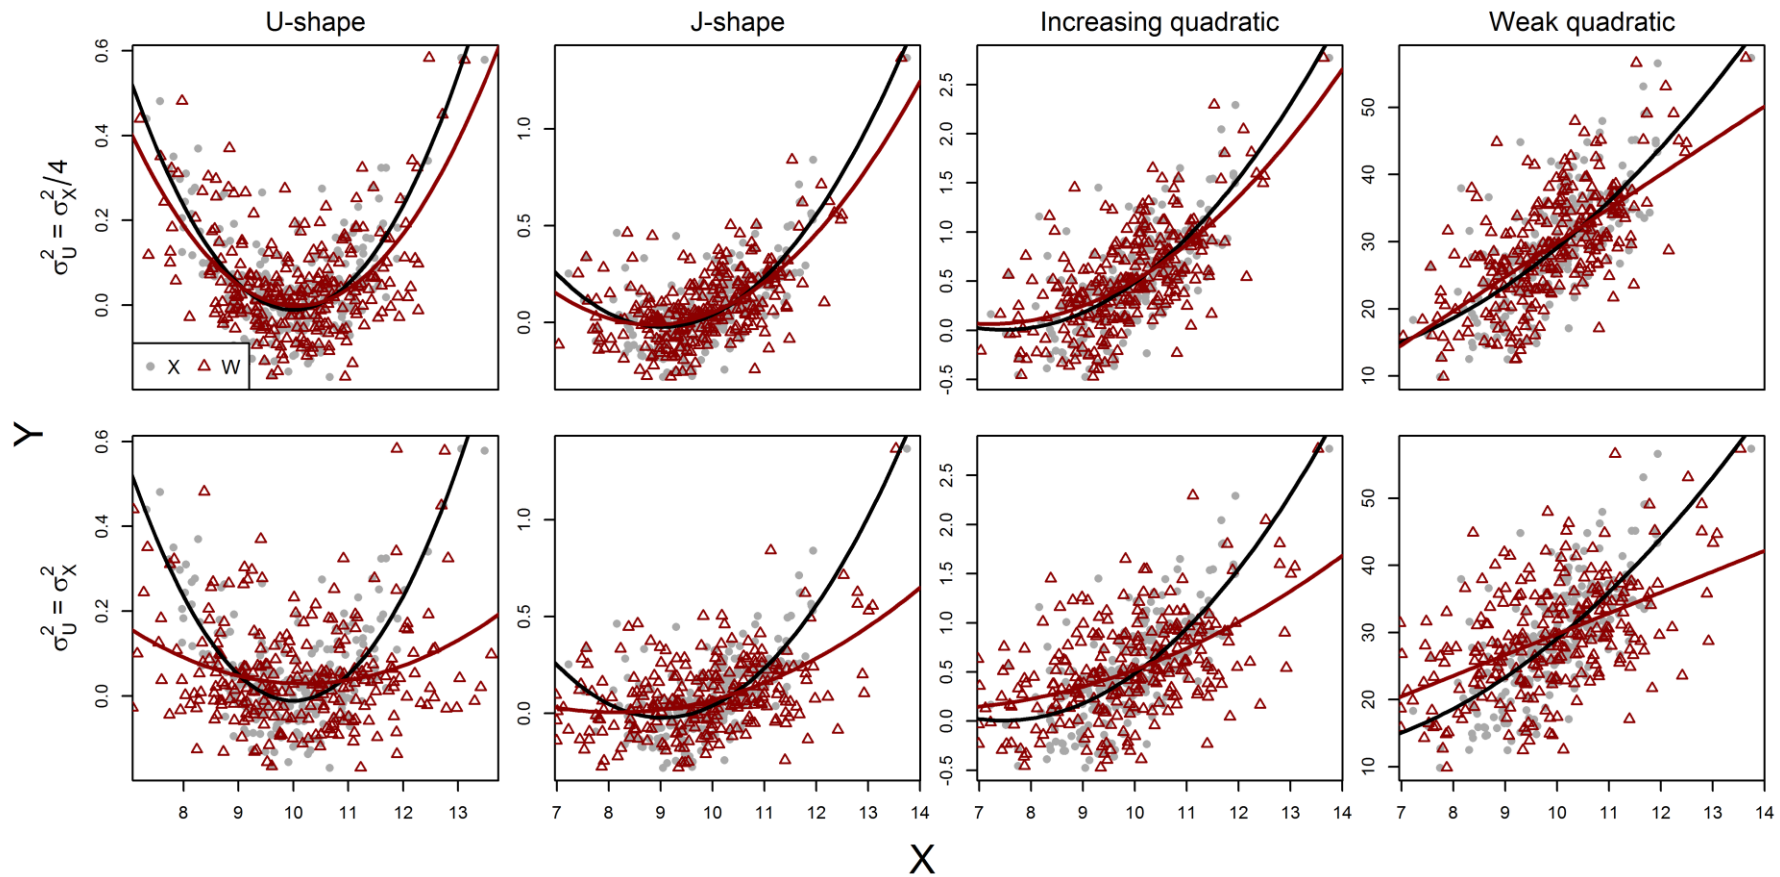 U-shape J-shape Increasing quadratic Weak quadratic
σ²U = σ²X/4
0.0 0.2 0.4 0.6
0.0 0.5 1.0
-0.5 0.0 0.5 1.0 1.5 2.0 2.5
10 20 30 40 50
X W
Y
σ²U = σ²X
0.0 0.2 0.4 0.6
0.0 0.5 1.0
-0.5 0.0 0.5 1.0 1.5 2.0 2.5
10 20 30 40 50
8 9 10 11 12 13 7 8 9 10 11 12 13 14 7 8 9 10 11 12 13 14 7 8 9 10 11 12 13 14
X